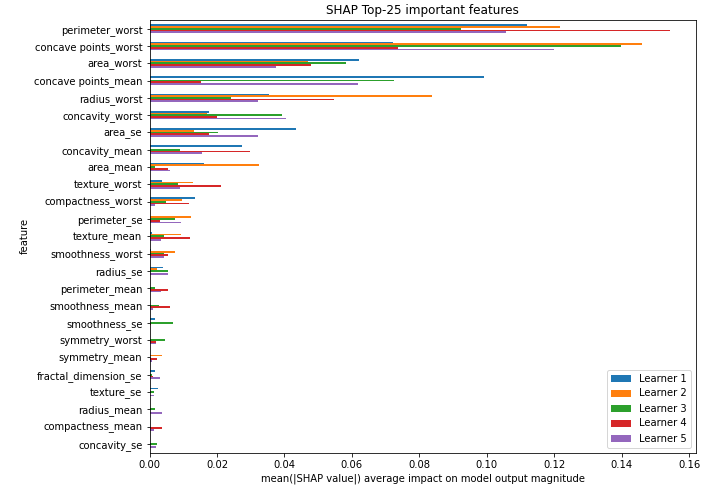 SHAP Top-25 important features
perimeter_worst
concave points_worst
area_worst
concave points_mean
radius_worst
concavity_worst
area_se
concavity_mean
area_mean
texture_worst
compactness_worst
perimeter_se
texture_mean
smoothness_worst
radius_se
perimeter_mean
smoothness_mean
smoothness_se
symmetry_worst
symmetry_mean
fractal_dimension_se
texture_se
radius_mean
compactness_mean
concavity_se
feature
Learner 1
Learner 2
Learner 3
Learner 4
Learner 5
0.00 0.02 0.04 0.06 0.08 0.10 0.12 0.14 0.16
mean(|SHAP value|) average impact on model output magnitude